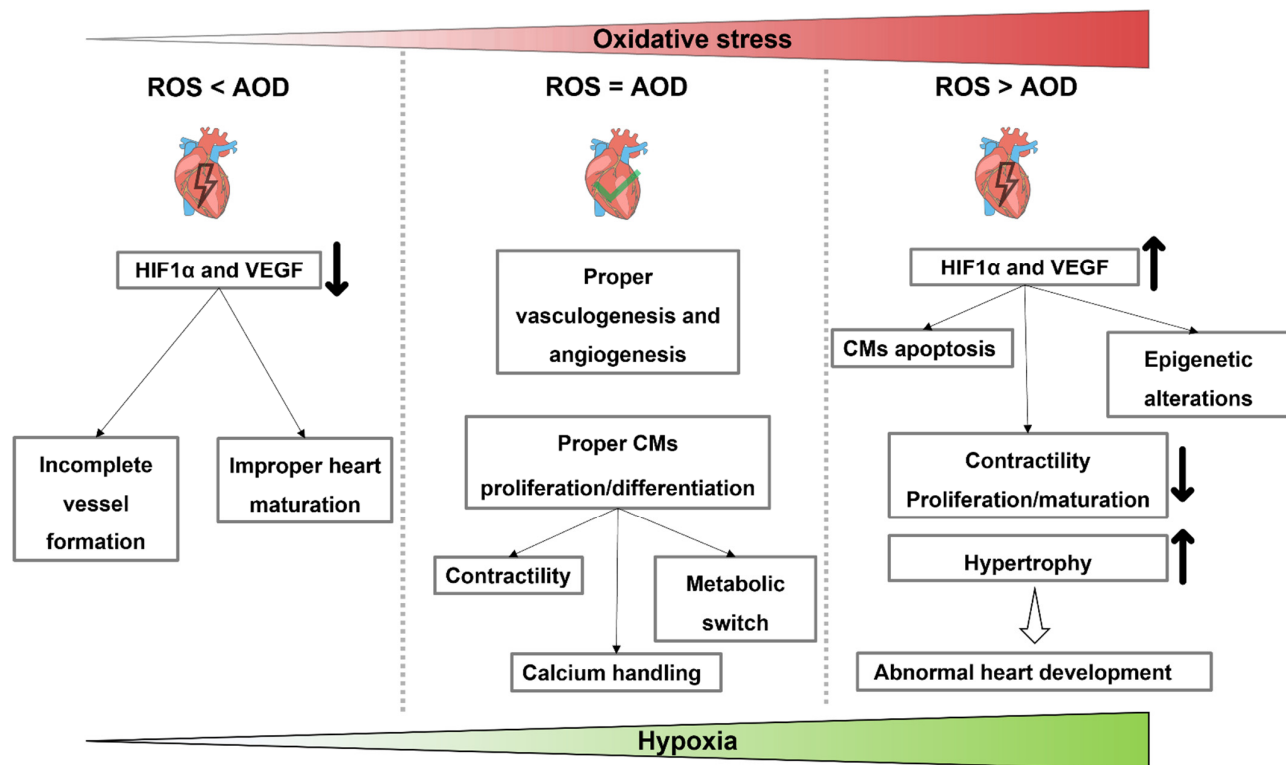 Oxidative stress
ROS < AOD
HIF1α and VEGF
Incomplete
vessel
formation
Improper heart
maturation
ROS = AOD
Proper
vasculogenesis and
angiogenesis
Proper CMs
proliferation/differentiation
Contractility
Metabolic
switch
Calcium handling
ROS > AOD
HIF1α and VEGF
CMs apoptosis
Epigenetic
alterations
Contractility
Proliferation/maturation
Hypertrophy
Abnormal heart development
Hypoxia